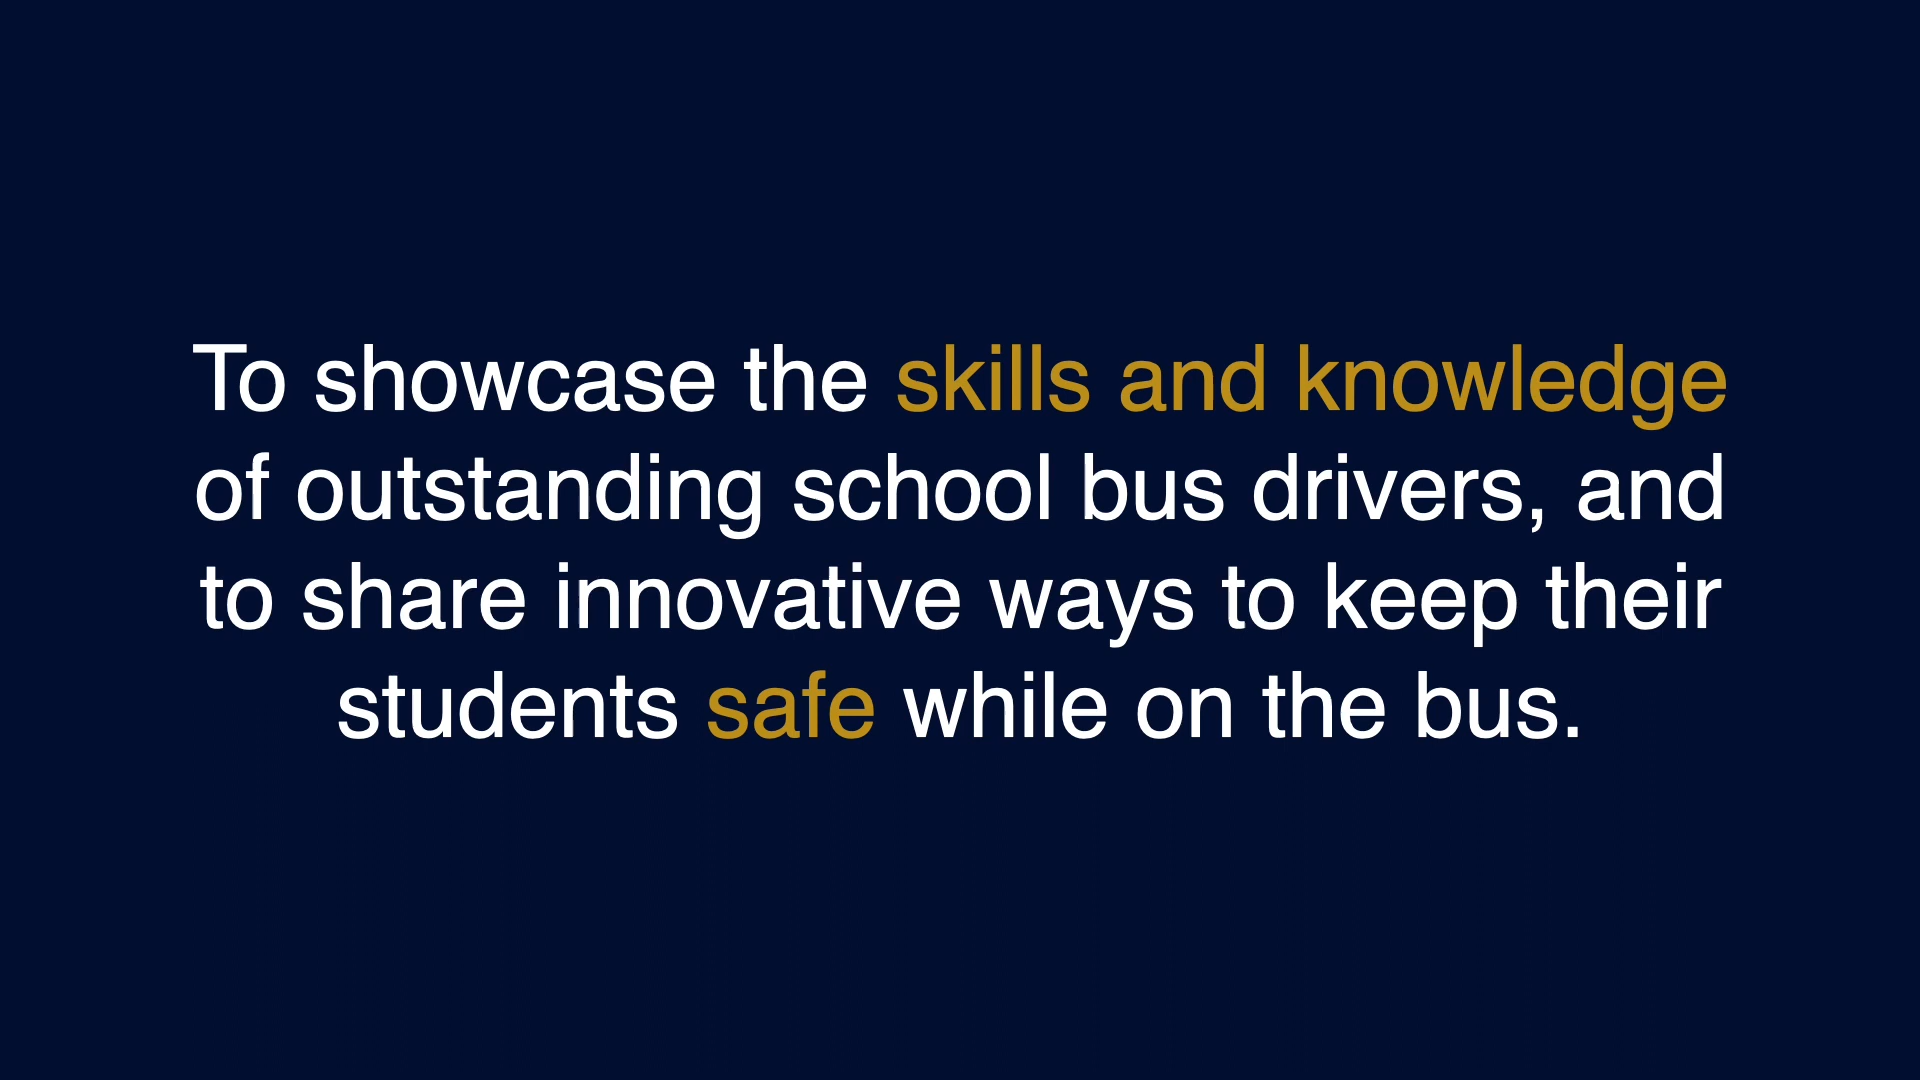 To showcase the skills and knowledge
of outstanding school bus drivers, and
to share innovative ways to keep their
students safe while on the bus.